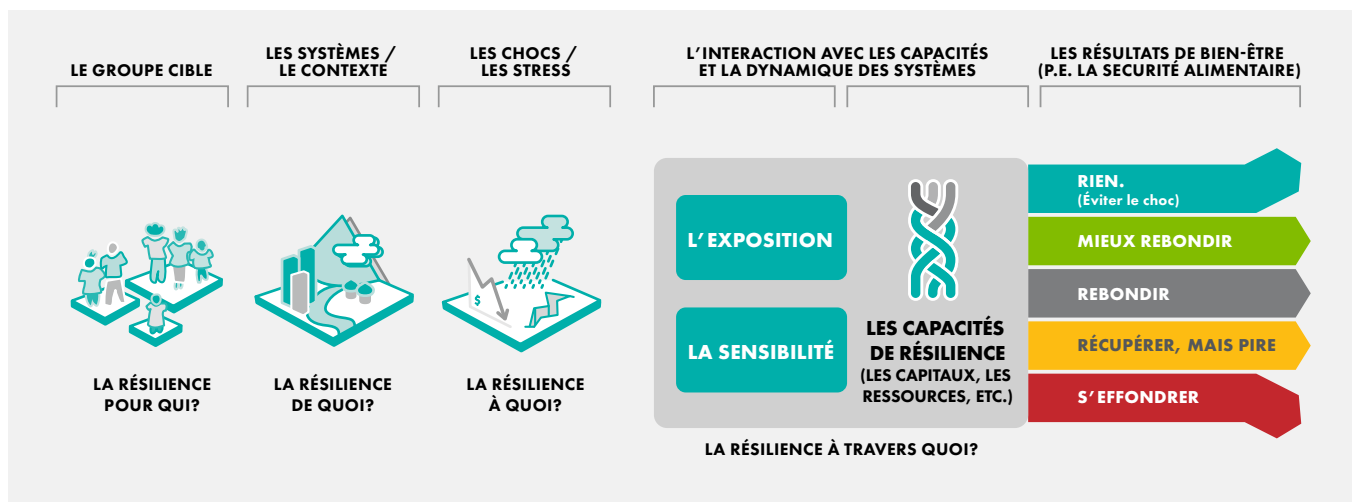 LE GROUPE CIBLE
LES SYSTÈMES /
LE CONTEXTE
LES CHOCS /
LES STRESS
L'INTERACTION AVEC LES CAPACITÉS
ET LA DYNAMIQUE DES SYSTÈMES
LES RÉSULTATS DE BIEN-ÊTRE
(P.E. LA SECURITÉ ALIMENTAIRE)
$
LA RÉSILIENCE
POUR QUI?
LA RÉSILIENCE
DE QUOI?
LA RÉSILIENCE
À QUOI?
L'EXPOSITION
LA SENSIBILITÉ
LES CAPACITÉS
DE RÉSILIENCE
(LES CAPITAUX, LES
RESSOURCES, ETC.)
LA RÉSILIENCE À TRAVERS QUOI?
RIEN.
(Éviter le choc)
MIEUX REBONDIR
REBONDIR
RÉCUPÉRER, MAIS PIRE
S'EFFONDRER